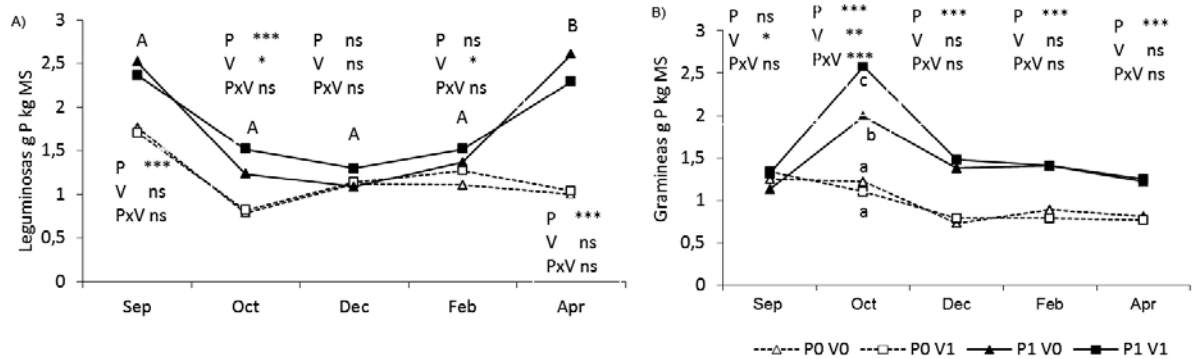 A)
Leguminosas g P kg MS
3
2,5
2
1,5
1
0,5
0
A
A
A
A
B
P ***
V ns
PxV ns
P ***
V *
PxV ns
P ns
V ns
PxV ns
P ns
V *
PxV ns
P ***
V ns
PxV ns
Sep Oct Dec Feb Apr
B)
Gramineas g P kg MS
3
2,5
2
1,5
1
0,5
0
P ns
V *
PxV ns
P ***
V **
PxV ***
P ***
V ns
PxV ns
P ***
V ns
PxV ns
P ***
V ns
PxV ns
c
b
a
a
Sep Oct Dec Feb Apr
P0 V0 P0 V1 P1 V0 P1 V1